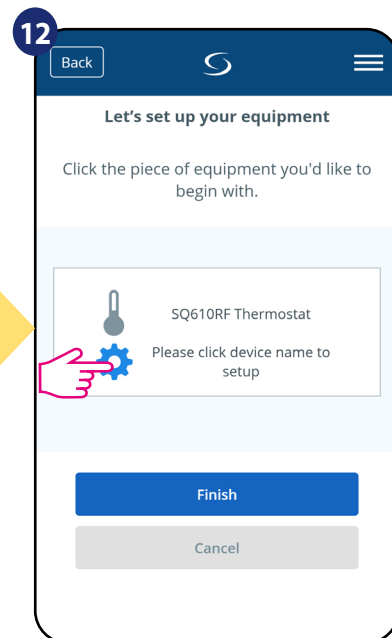 12
Back
Let's set up your equipment
Click the piece of equipment you'd like to
begin with.
SQ610RF Thermostat
Please click device name to
setup
Finish
Cancel